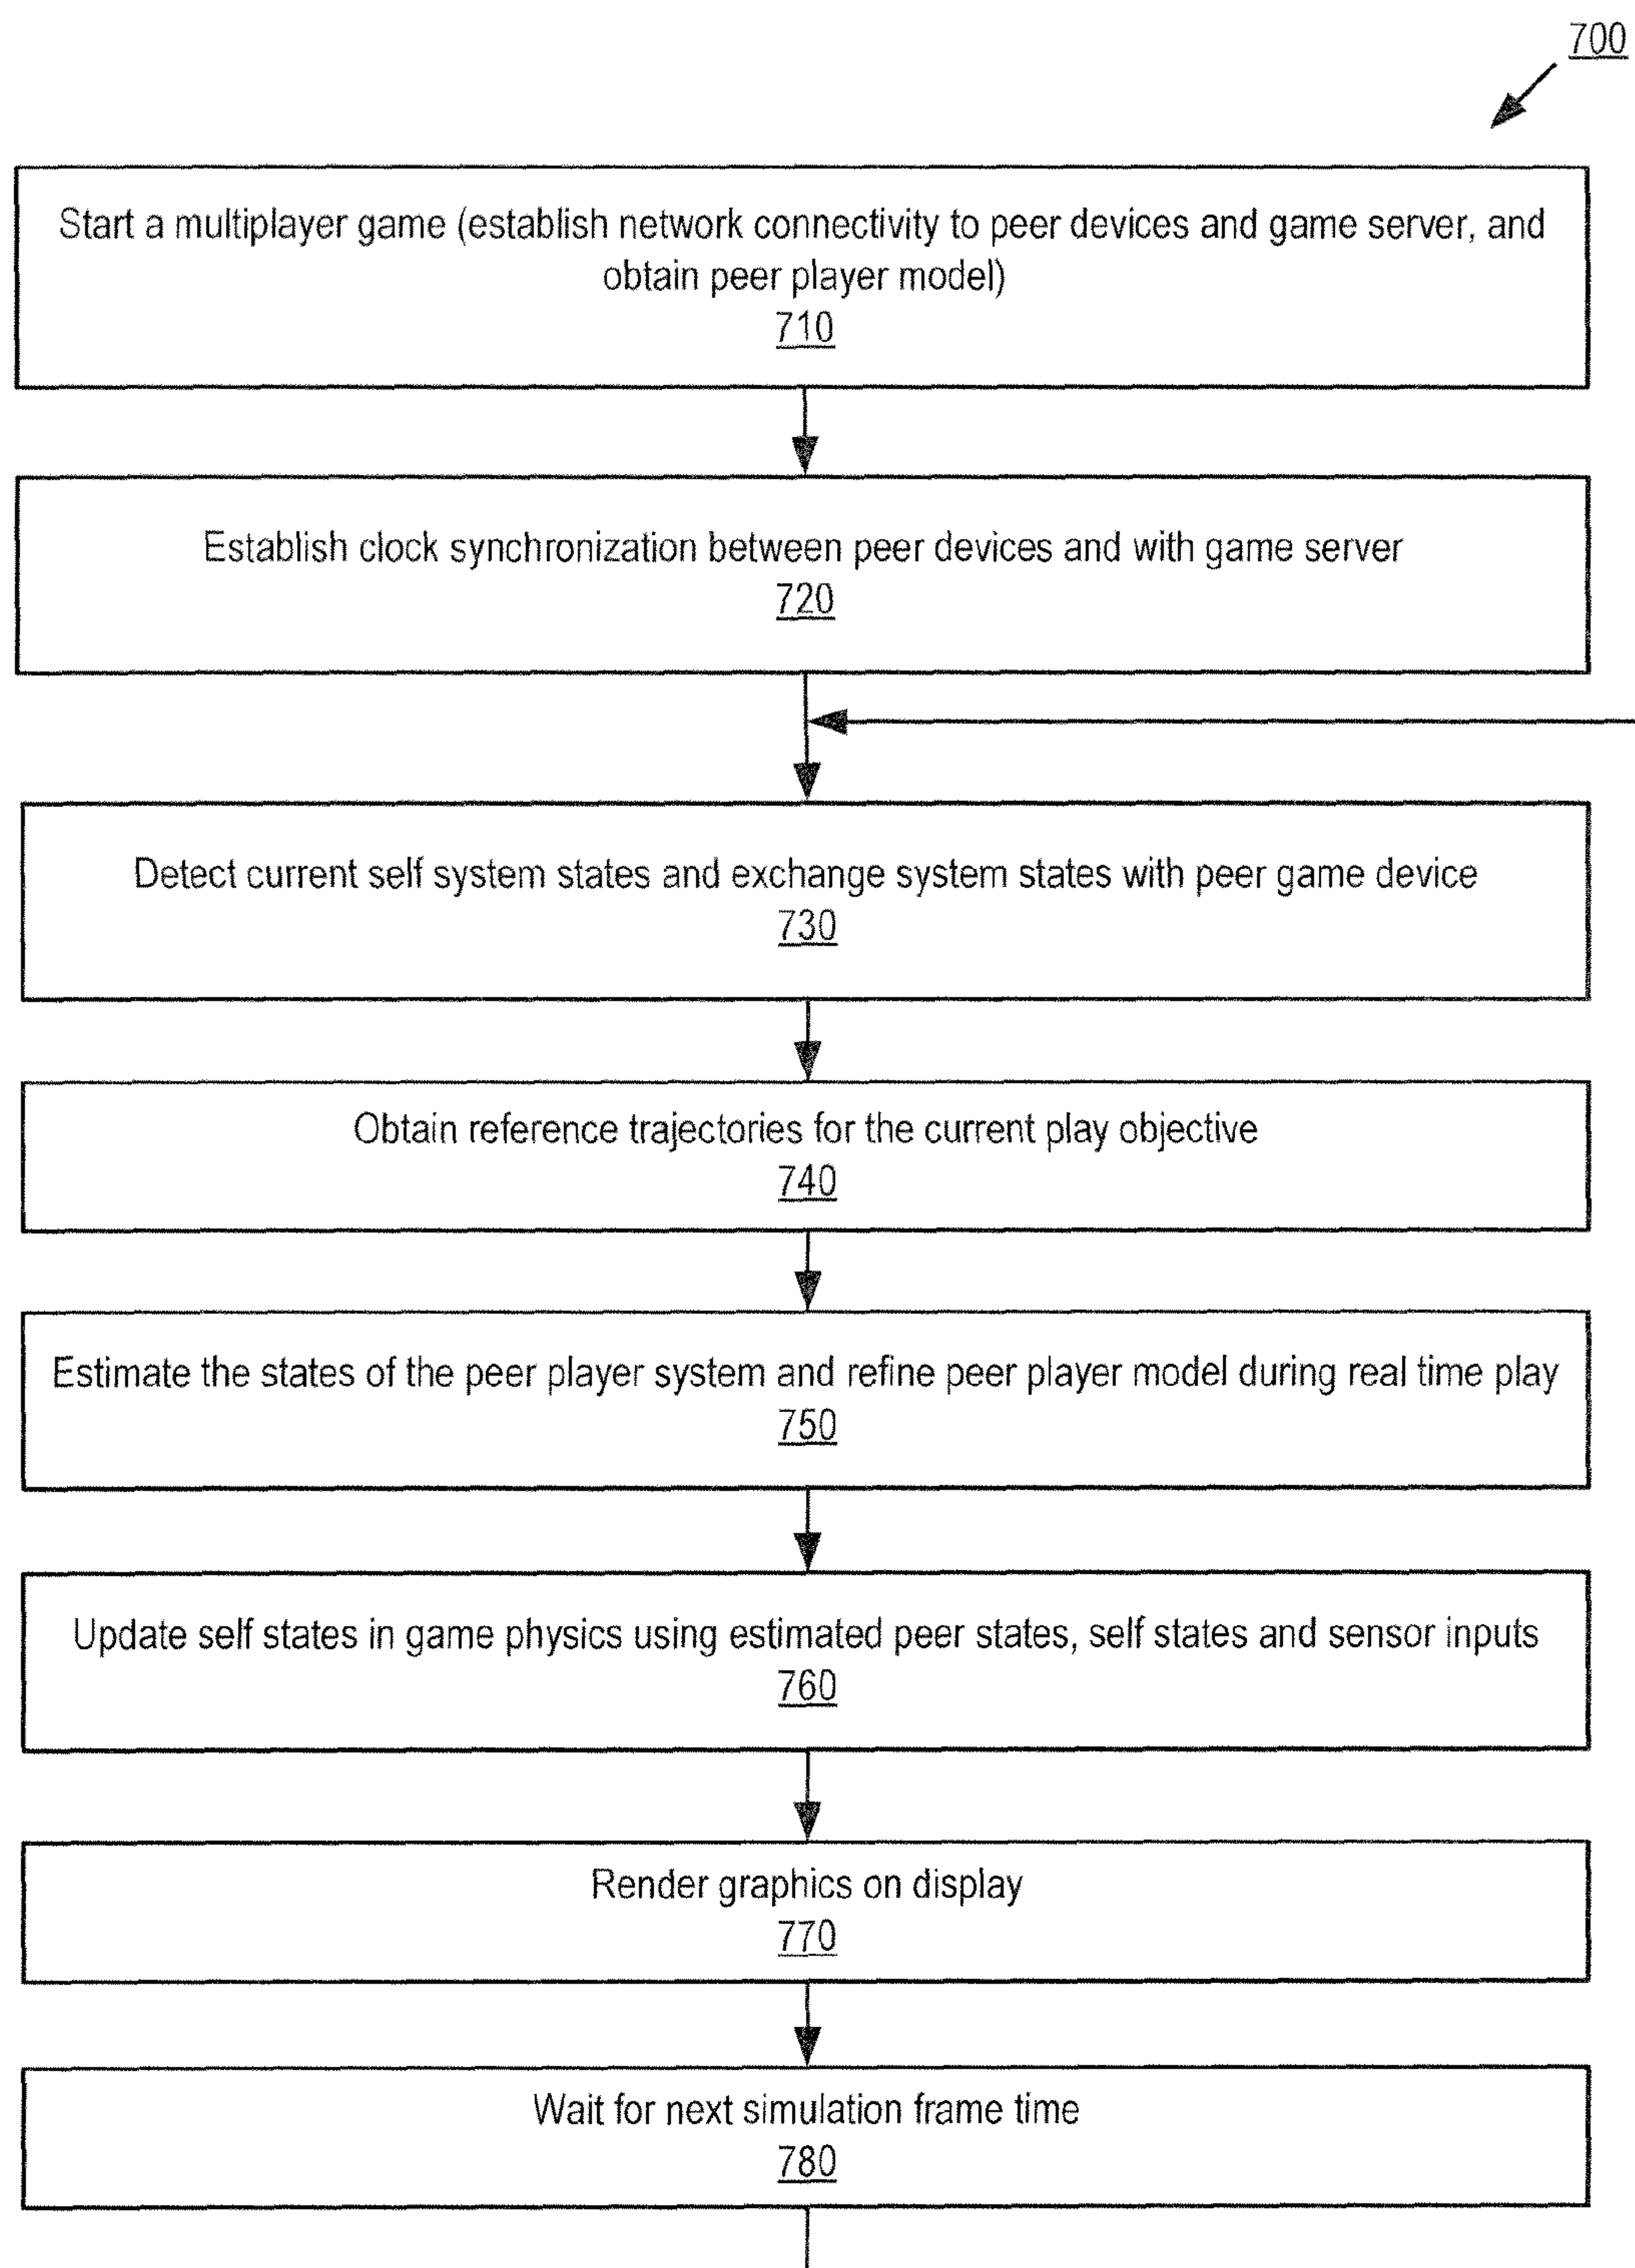 700
Start a multiplayer game (establish network connectivity to peer devices and game server, and
obtain peer player model)
710
Establish clock synchronization between peer devices and with game server
720
Detect current self system states and exchange system states with peer game device
730
Obtain reference trajectories for the current play objective
740
Estimate the states of the peer player system and refine peer player model during real time play
750
Update self states in game physics using estimated peer states, self states and sensor inputs
760
Render graphics on display
770
Wait for next simulation frame time
780